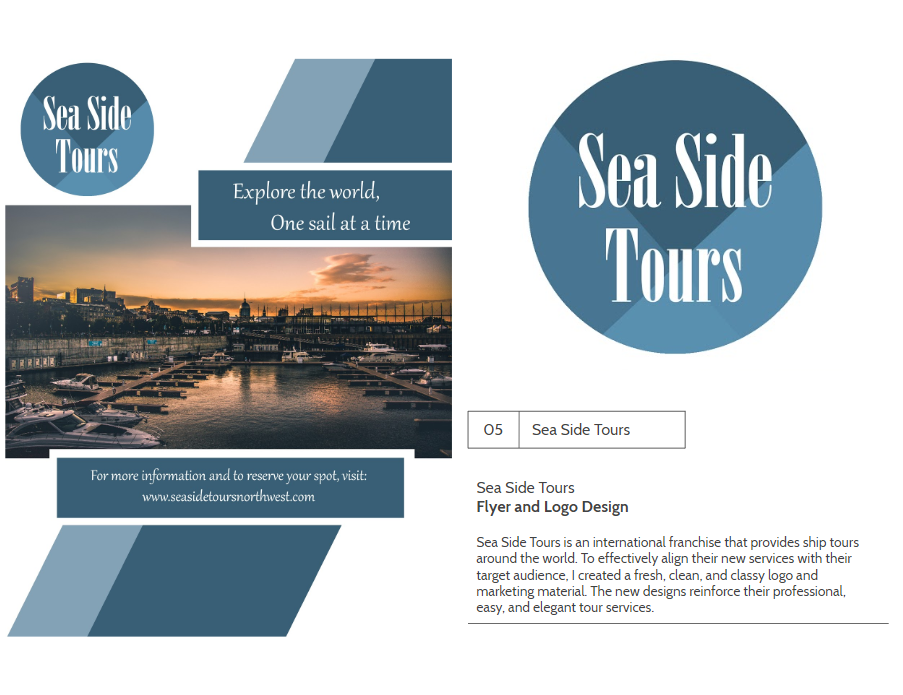 Sea Side
Tours
Explore the world,
One sail at a time
For more information and to reserve your spot, visit:
www.seasidetoursnorthwest.com
Sea Side
Tours
05
Sea Side Tours
Sea Side Tours
Flyer and Logo Design
Sea Side Tours is an international franchise that provides ship tours
around the world. To effectively align their new services with their
target audience, I created a fresh, clean, and classy logo and
marketing material. The new designs reinforce their professional,
easy, and elegant tour services.